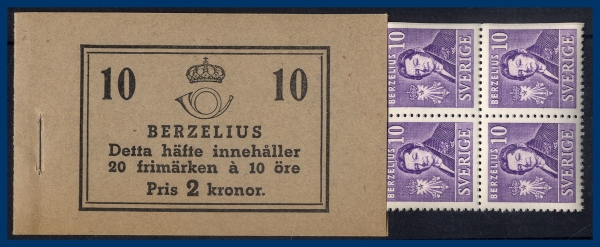 10 10
BERZELIUS
Detta häfte innehåller
20 frimärken à 10 öre
Pris 2 kronor.
BERZELIUS 10 SVERIGE
BERZELIUS 10 SVERIGE
BERZELIUS 10 SVERIGE
BERZELIUS 10 SVERIGE